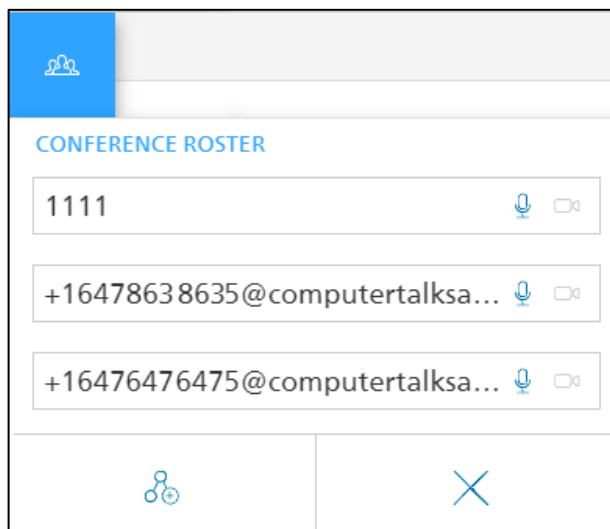 CONFERENCE ROSTER
1111
+16478638635@computertalksa...
+16476476475@computertalksa...